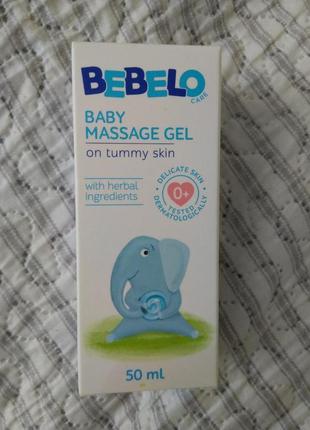 BEBELO
CARE
BABY
MASSAGE GEL
on tummy skin
with herbal
ingredients
DELICATE SKIN
0+
TESTED
DERMATOLOGICALLY
50 ml